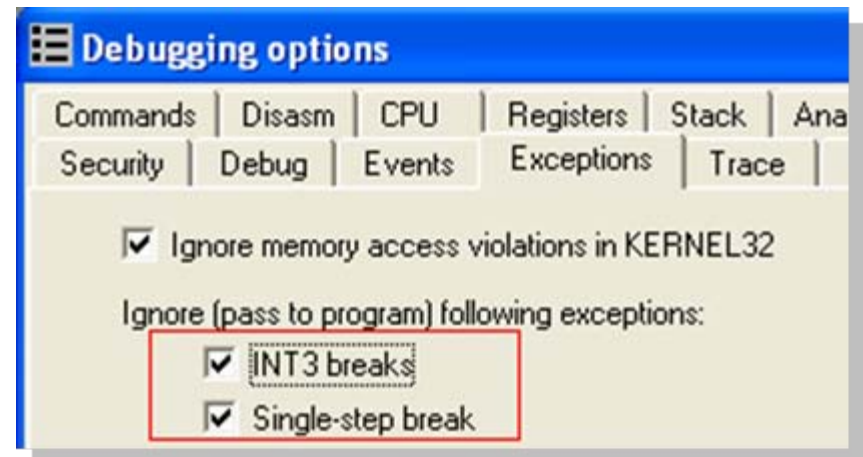 Debugging options
Commands Disasm CPU Registers Stack Ana
Security Debug Events Exceptions Trace
Ignore memory access violations in KERNEL32
Ignore (pass to program) following exceptions:
INT3 breaks
Single-step break